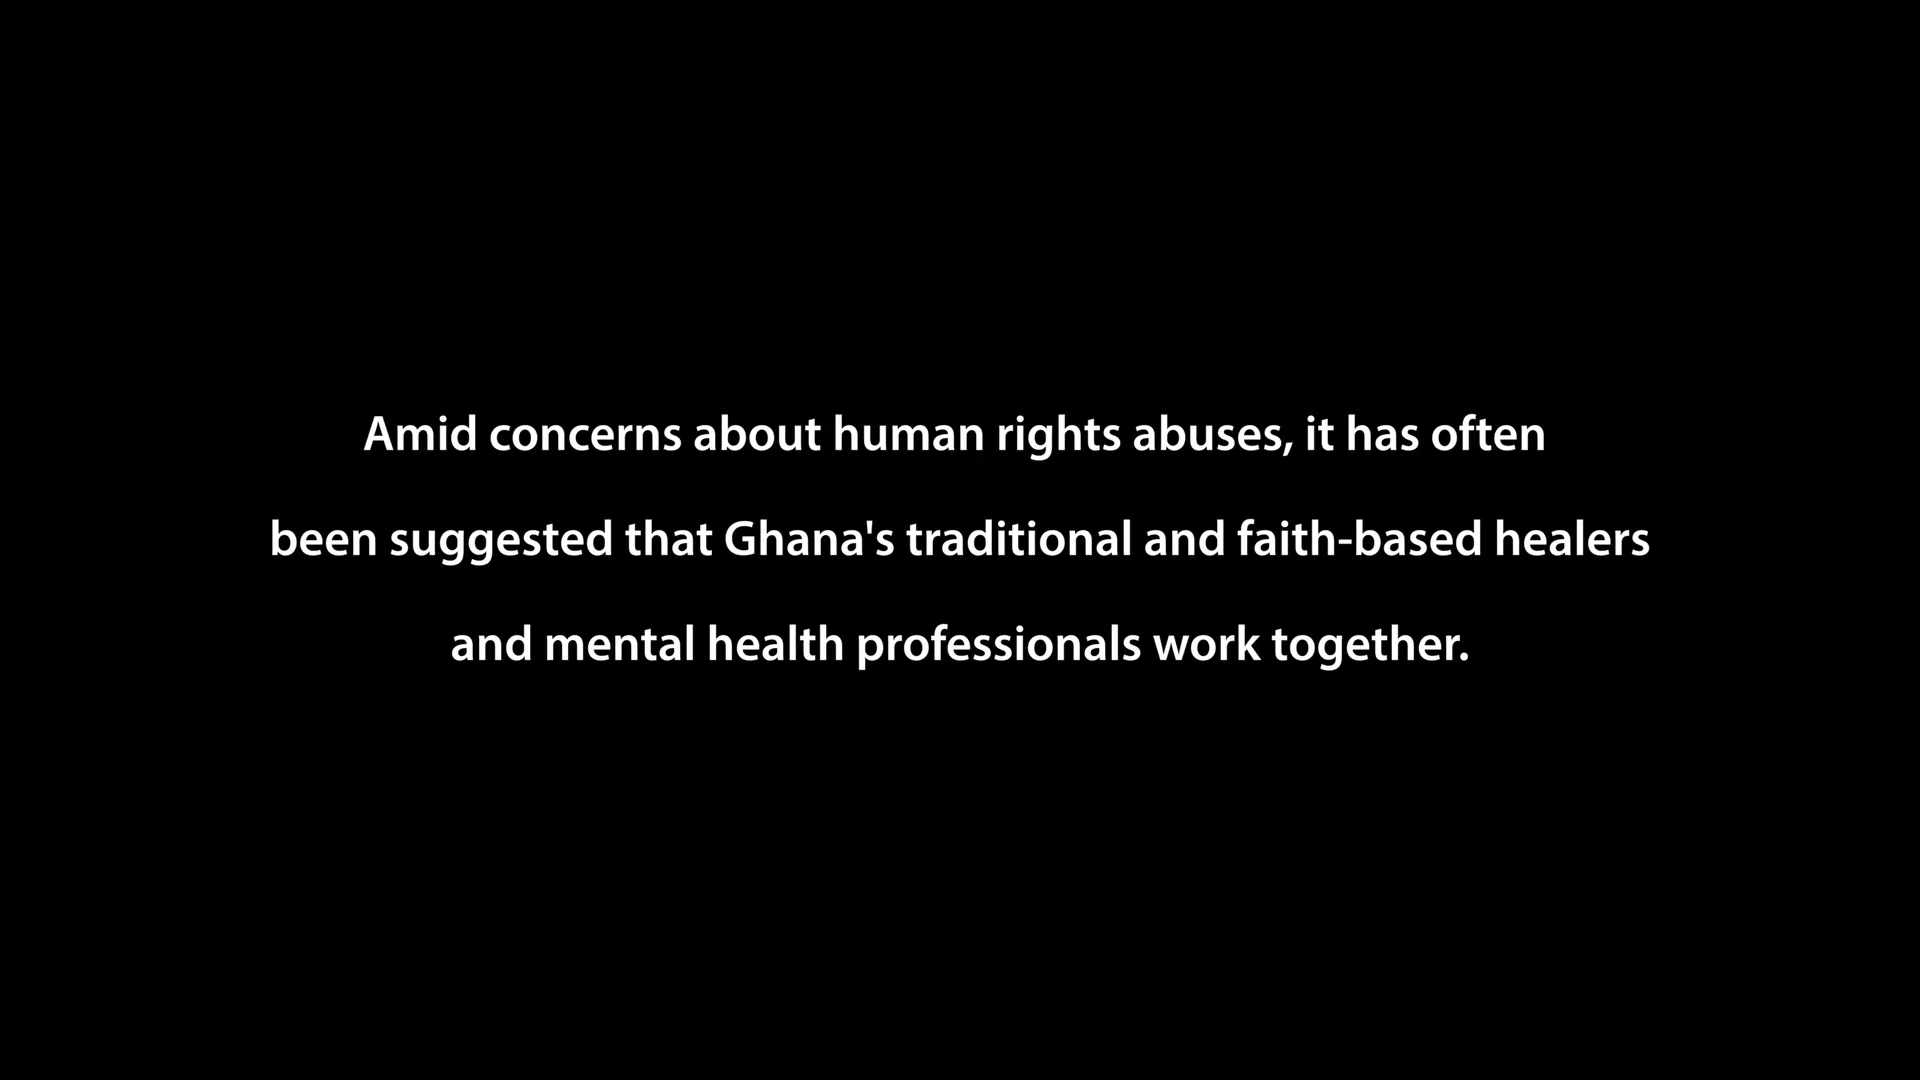 Amid concerns about human rights abuses, it has often
been suggested that Ghana's traditional and faith-based healers
and mental health professionals work together.